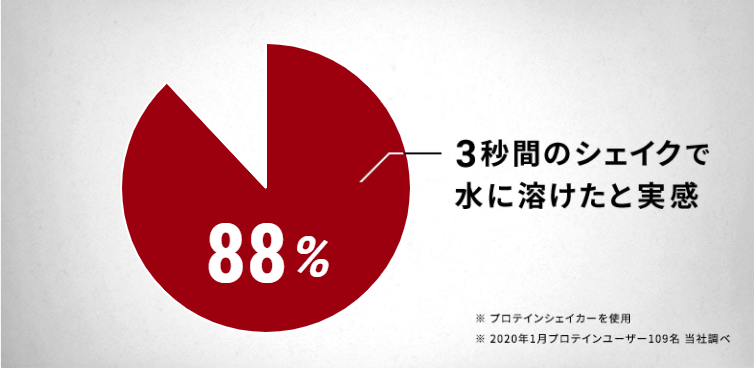 3秒間のシェイクで
水に溶けたと実感
88%
※ プロテインシェイカーを使用
※ 2020年1月プロテインユーザー109名 当社調べ